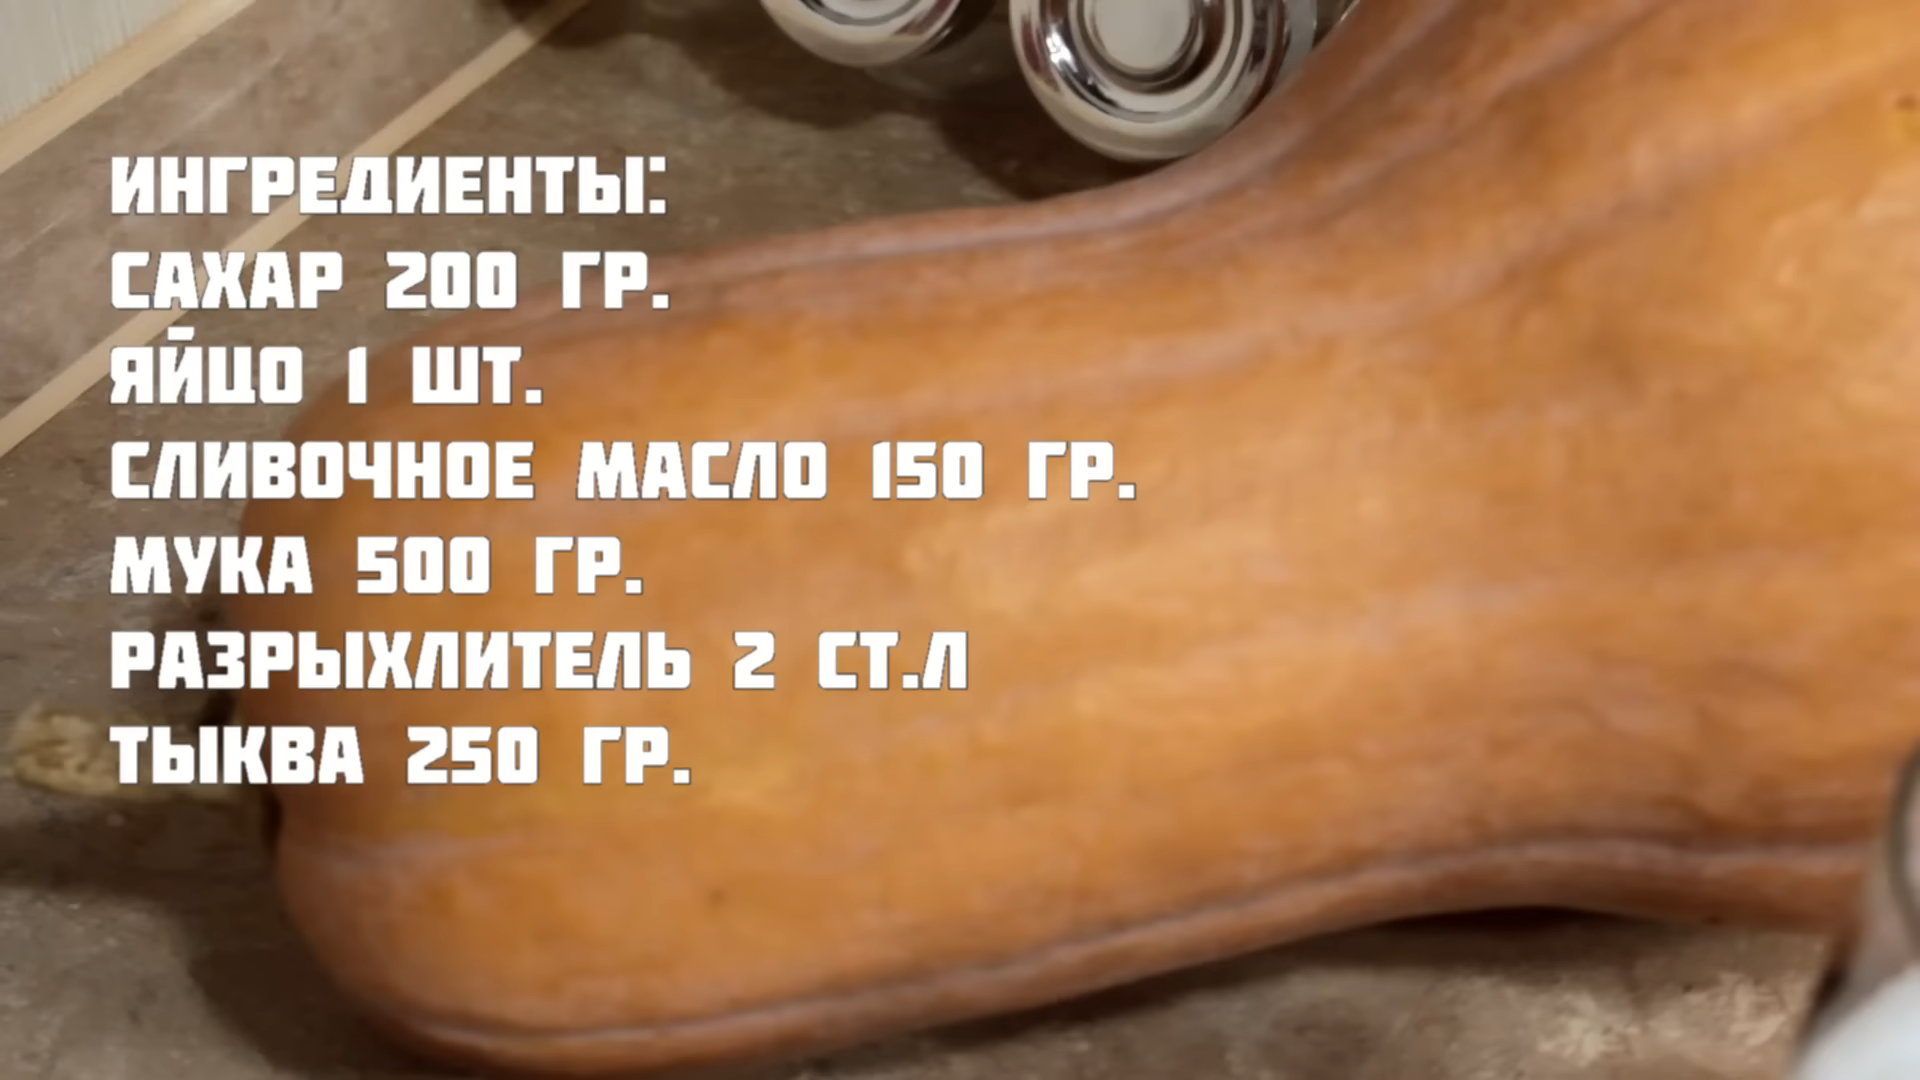 ИНГРЕДИЕНТЫ:
САХАР 200 ГР.
ЯЙЦО 1 ШТ.
СЛИВОЧНОЕ МАСЛО 150 ГР.
МУКА 500 ГР.
РАЗРЫХЛИТЕЛЬ 2 СТ.Л
ТЫКВА 250 ГР.